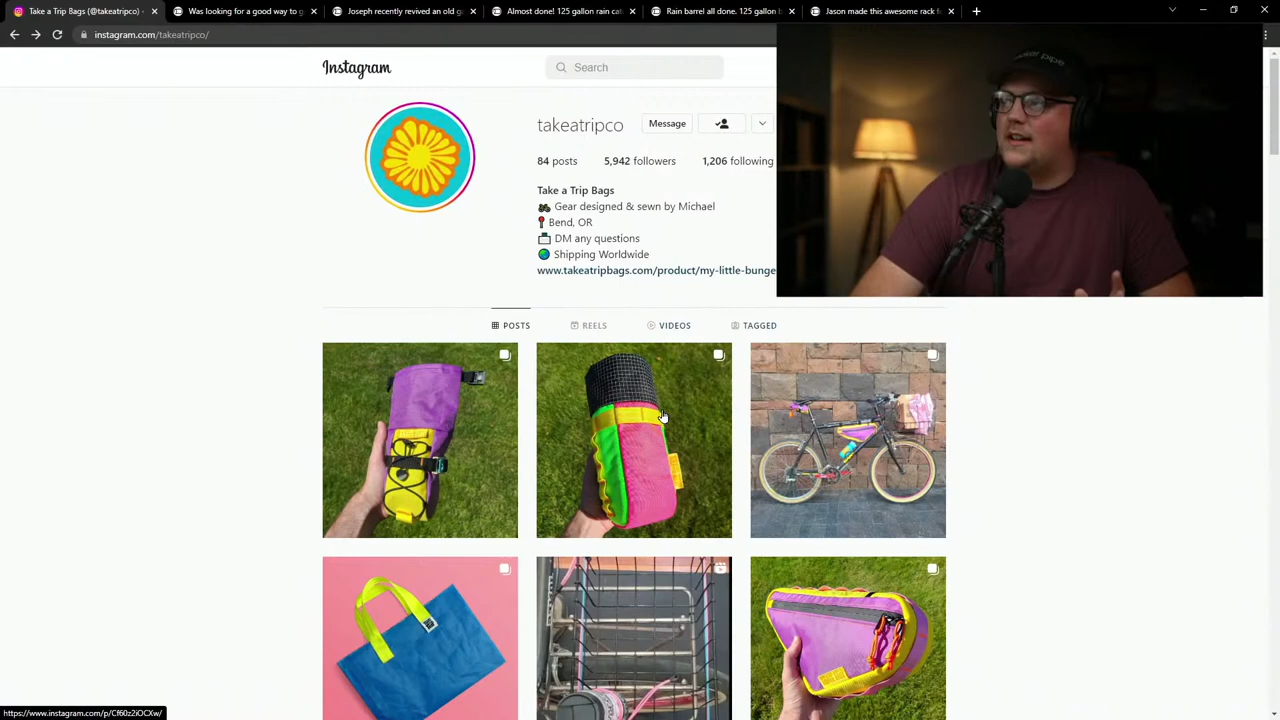 Take a Trip Bags (@takeatripco) •
Was looking for a good way to g
Joseph recently revived an old g
Almost done! 125 gallon rain cat
Rain barrel all done. 125 gallon b
Jason made this awesome rack f
instagram.com/takeatripco/
Instagram
Search
takeatripco
Message
84 posts
5,942 followers
1,206 following
Take a Trip Bags
Gear designed & sewn by Michael
Bend, OR
DM any questions
Shipping Worldwide
www.takeatripbags.com/product/my-little-bunge
POSTS
REELS
VIDEOS
TAGGED
https://www.instagram.com/p/Cf60z2iOCXw/